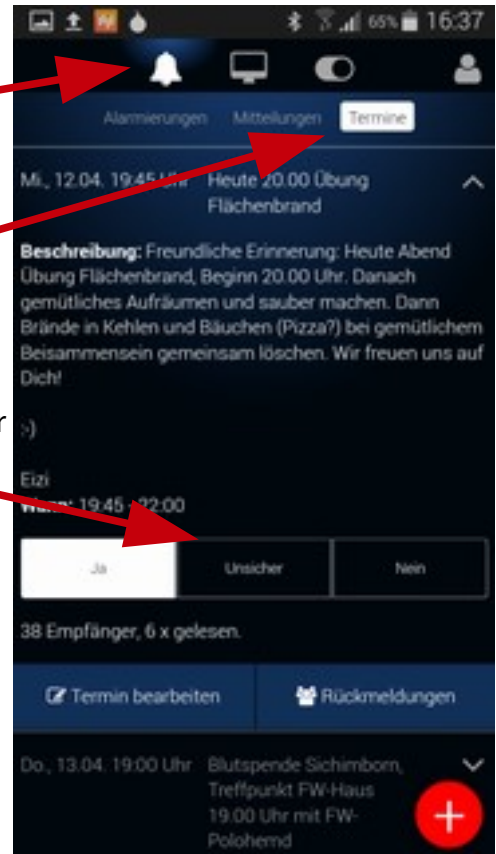 65% 16:37
Alarmierungen Mitteilungen Termine
Mi., 12.04. 19:45 Uhr Heute 20.00 Übung
Flächenbrand
Beschreibung: Freundliche Erinnerung: Heute Abend
Übung Flächenbrand, Beginn 20.00 Uhr. Danach
gemütliches Aufräumen und sauber machen. Dann
Brände in Kehlen und Bäuchen (Pizza?) bei gemütlichem
Beisammensein gemeinsam löschen. Wir freuen uns auf
Dich!
r
:-)
Eizi
Wann: 19:45 - 22:00
Ja Unsicher Nein
38 Empfänger, 6 x gelesen.
Termin bearbeiten Rückmeldungen
Do., 13.04. 19:00 Uhr Blutspende Sichimborn,
Treffpunkt FW-Haus
19.00 Uhr mit FW-
Polohemd